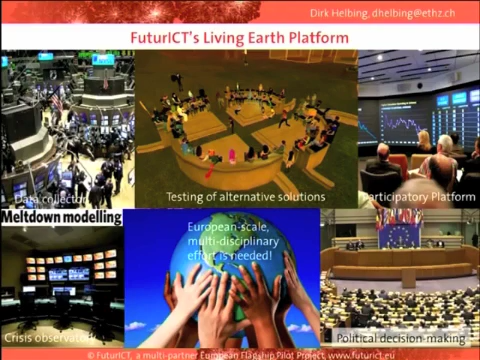 Dirk Helbing, dhelbing@ethz.ch
FuturICT's Living Earth Platform
Data collection
Testing of alternative solutions
Participatory Platform
Meltdown modelling
European-scale,
multi-disciplinary
effort is needed!
Crisis observatory
Political decision-making
© FuturICT, a multi-partner European Flagship Pilot Project, www.futurict.eu